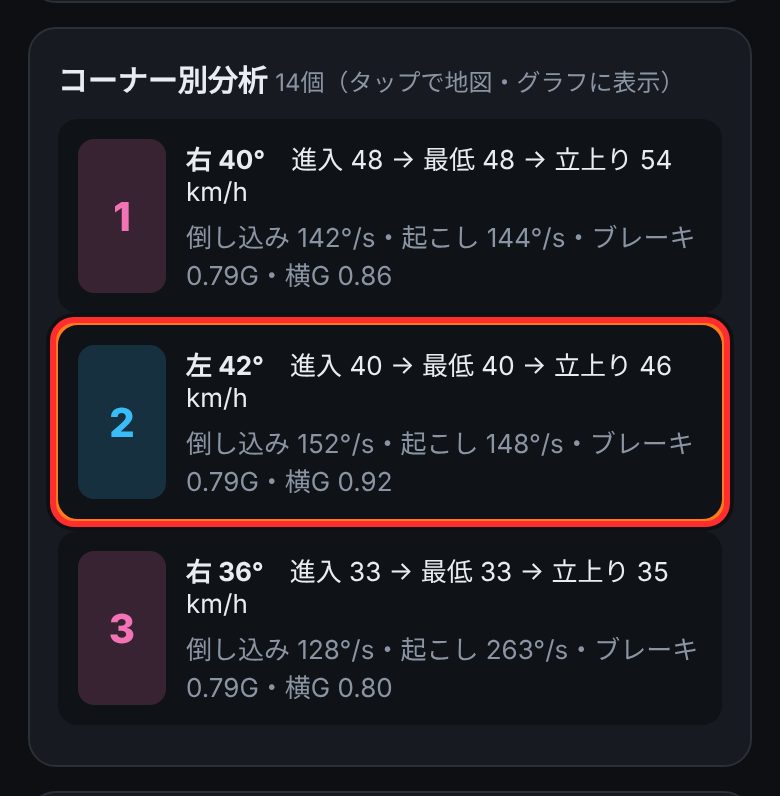 コーナー別分析 14個（タップで地図・グラフに表示）
1
右 40°　進入 48 → 最低 48 → 立上り 54
km/h
倒し込み 142°/s・起こし 144°/s・ブレーキ
0.79G・横G 0.86
2
左 42°　進入 40 → 最低 40 → 立上り 46
km/h
倒し込み 152°/s・起こし 148°/s・ブレーキ
0.79G・横G 0.92
3
右 36°　進入 33 → 最低 33 → 立上り 35
km/h
倒し込み 128°/s・起こし 263°/s・ブレーキ
0.79G・横G 0.80